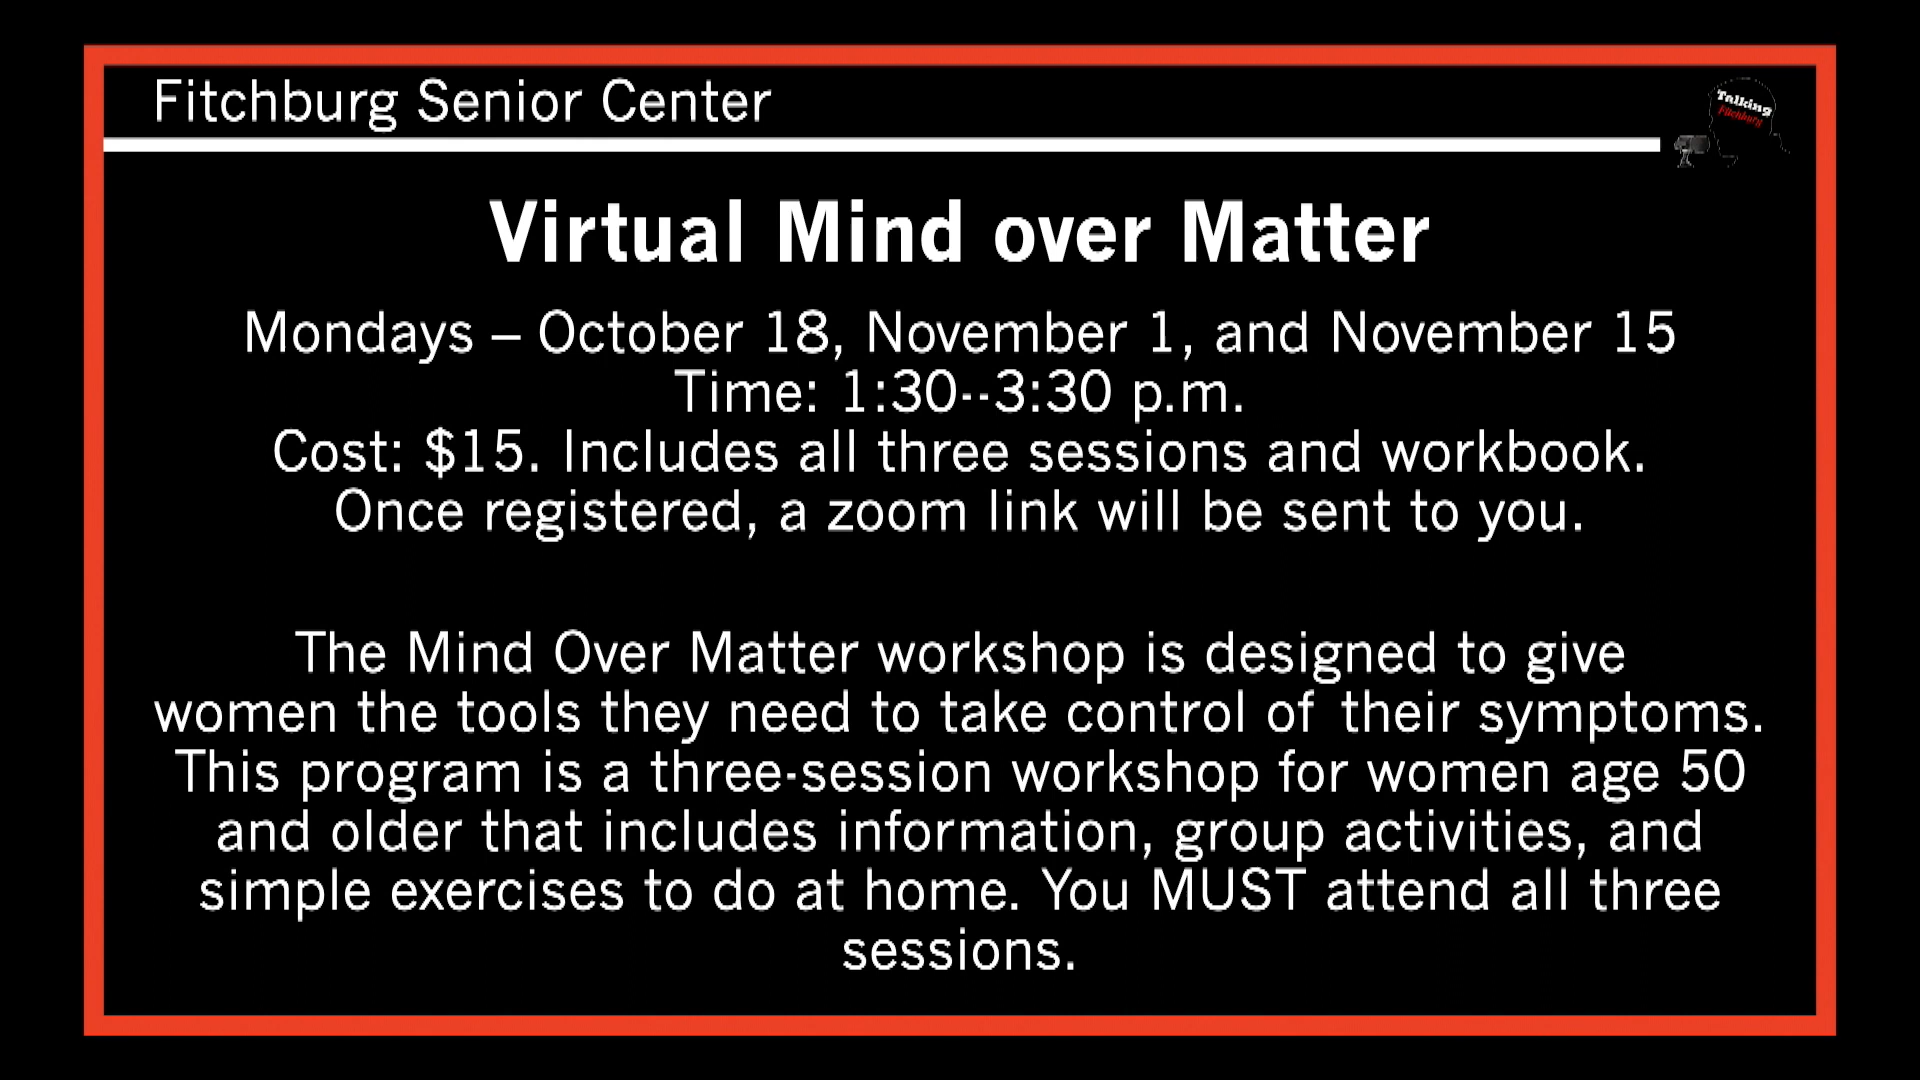 Fitchburg Senior Center
Talking
Fitchburg
Virtual Mind over Matter
Mondays – October 18, November 1, and November 15
Time: 1:30--3:30 p.m.
Cost: $15. Includes all three sessions and workbook.
Once registered, a zoom link will be sent to you.
The Mind Over Matter workshop is designed to give
women the tools they need to take control of their symptoms.
This program is a three-session workshop for women age 50
and older that includes information, group activities, and
simple exercises to do at home. You MUST attend all three
sessions.